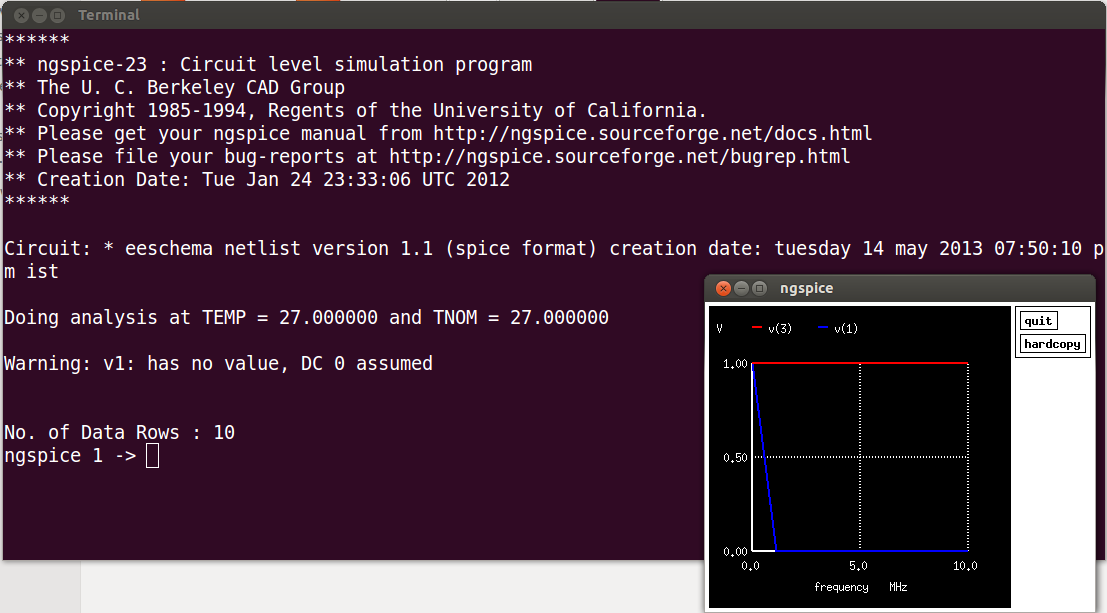 Terminal
******
** ngspice-23 : Circuit level simulation program
** The U. C. Berkeley CAD Group
** Copyright 1985-1994, Regents of the University of California.
** Please get your ngspice manual from http://ngspice.sourceforge.net/docs.html
** Please file your bug-reports at http://ngspice.sourceforge.net/bugrep.html
** Creation Date: Tue Jan 24 23:33:06 UTC 2012
******
Circuit: * eeschema netlist version 1.1 (spice format) creation date: tuesday 14 may 2013 07:50:10 p
m ist
Doing analysis at TEMP = 27.000000 and TNOM = 27.000000
Warning: v1: has no value, DC 0 assumed
No. of Data Rows : 10
ngspice 1 ->
ngspice
quit
hardcopy
V v(3) v(1)
1.00
0.50
0.00
0.0 5.0 10.0
frequency MHz